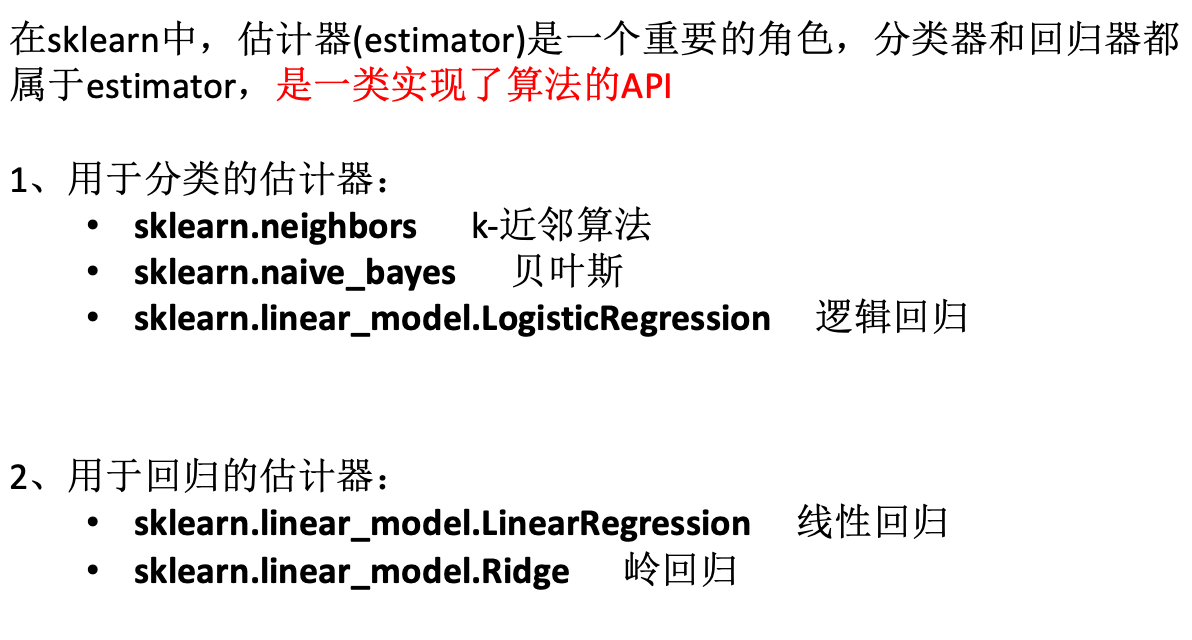 在sklearn中，估计器(estimator)是一个重要的角色，分类器和回归器都
属于estimator，是一类实现了算法的API
1、用于分类的估计器：
• sklearn.neighbors k-近邻算法
• sklearn.naive_bayes 贝叶斯
• sklearn.linear_model.LogisticRegression 逻辑回归
2、用于回归的估计器：
• sklearn.linear_model.LinearRegression 线性回归
• sklearn.linear_model.Ridge 岭回归